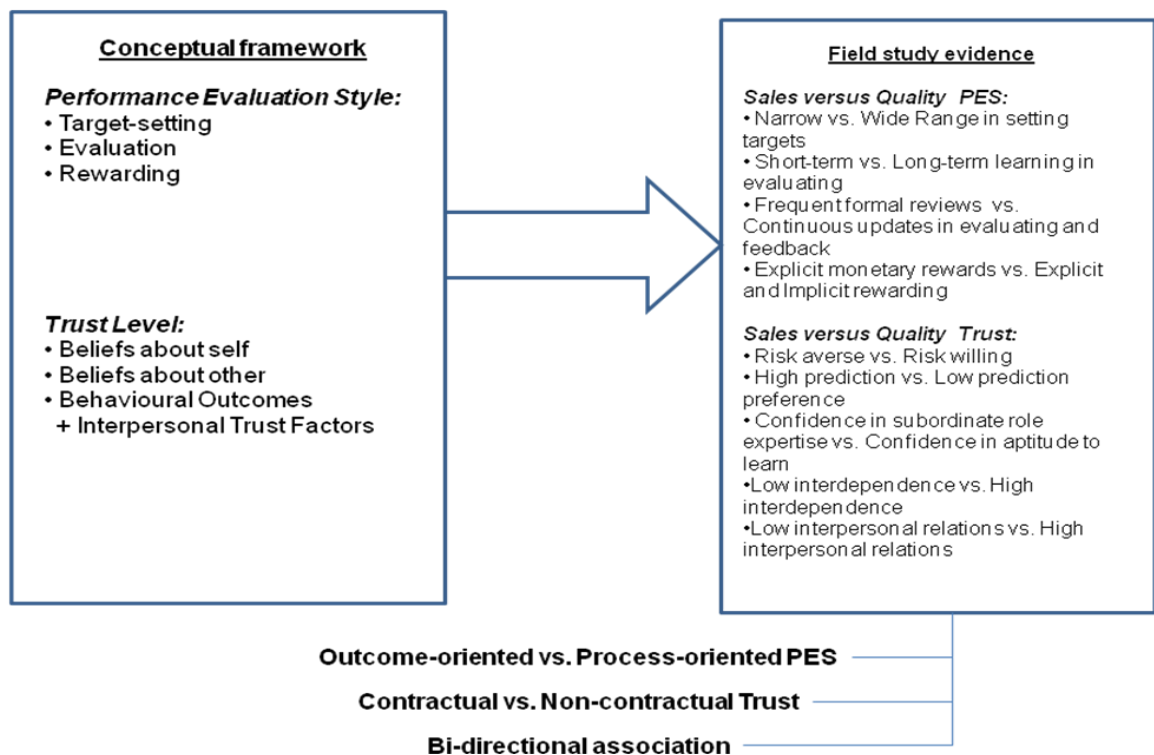 Conceptual framework
Performance Evaluation Style:
• Target-setting
• Evaluation
• Rewarding
Trust Level:
• Beliefs about self
• Beliefs about other
• Behavioural Outcomes
+ Interpersonal Trust Factors
Field study evidence
Sales versus Quality PES:
• Narrow vs. Wide Range in setting
targets
• Short-term vs. Long-term learning in
evaluating
• Frequent formal reviews vs.
Continuous updates in evaluating and
feedback
• Explicit monetary rewards vs. Explicit
and Implicit rewarding
Sales versus Quality Trust:
• Risk averse vs. Risk willing
• High prediction vs. Low prediction
preference
• Confidence in subordinate role
expertise vs. Confidence in aptitude to
learn
•Low interdependence vs. High
interdependence
•Low interpersonal relations vs. High
interpersonal relations
Outcome-oriented vs. Process-oriented PES
Contractual vs. Non-contractual Trust
Bi-directional association